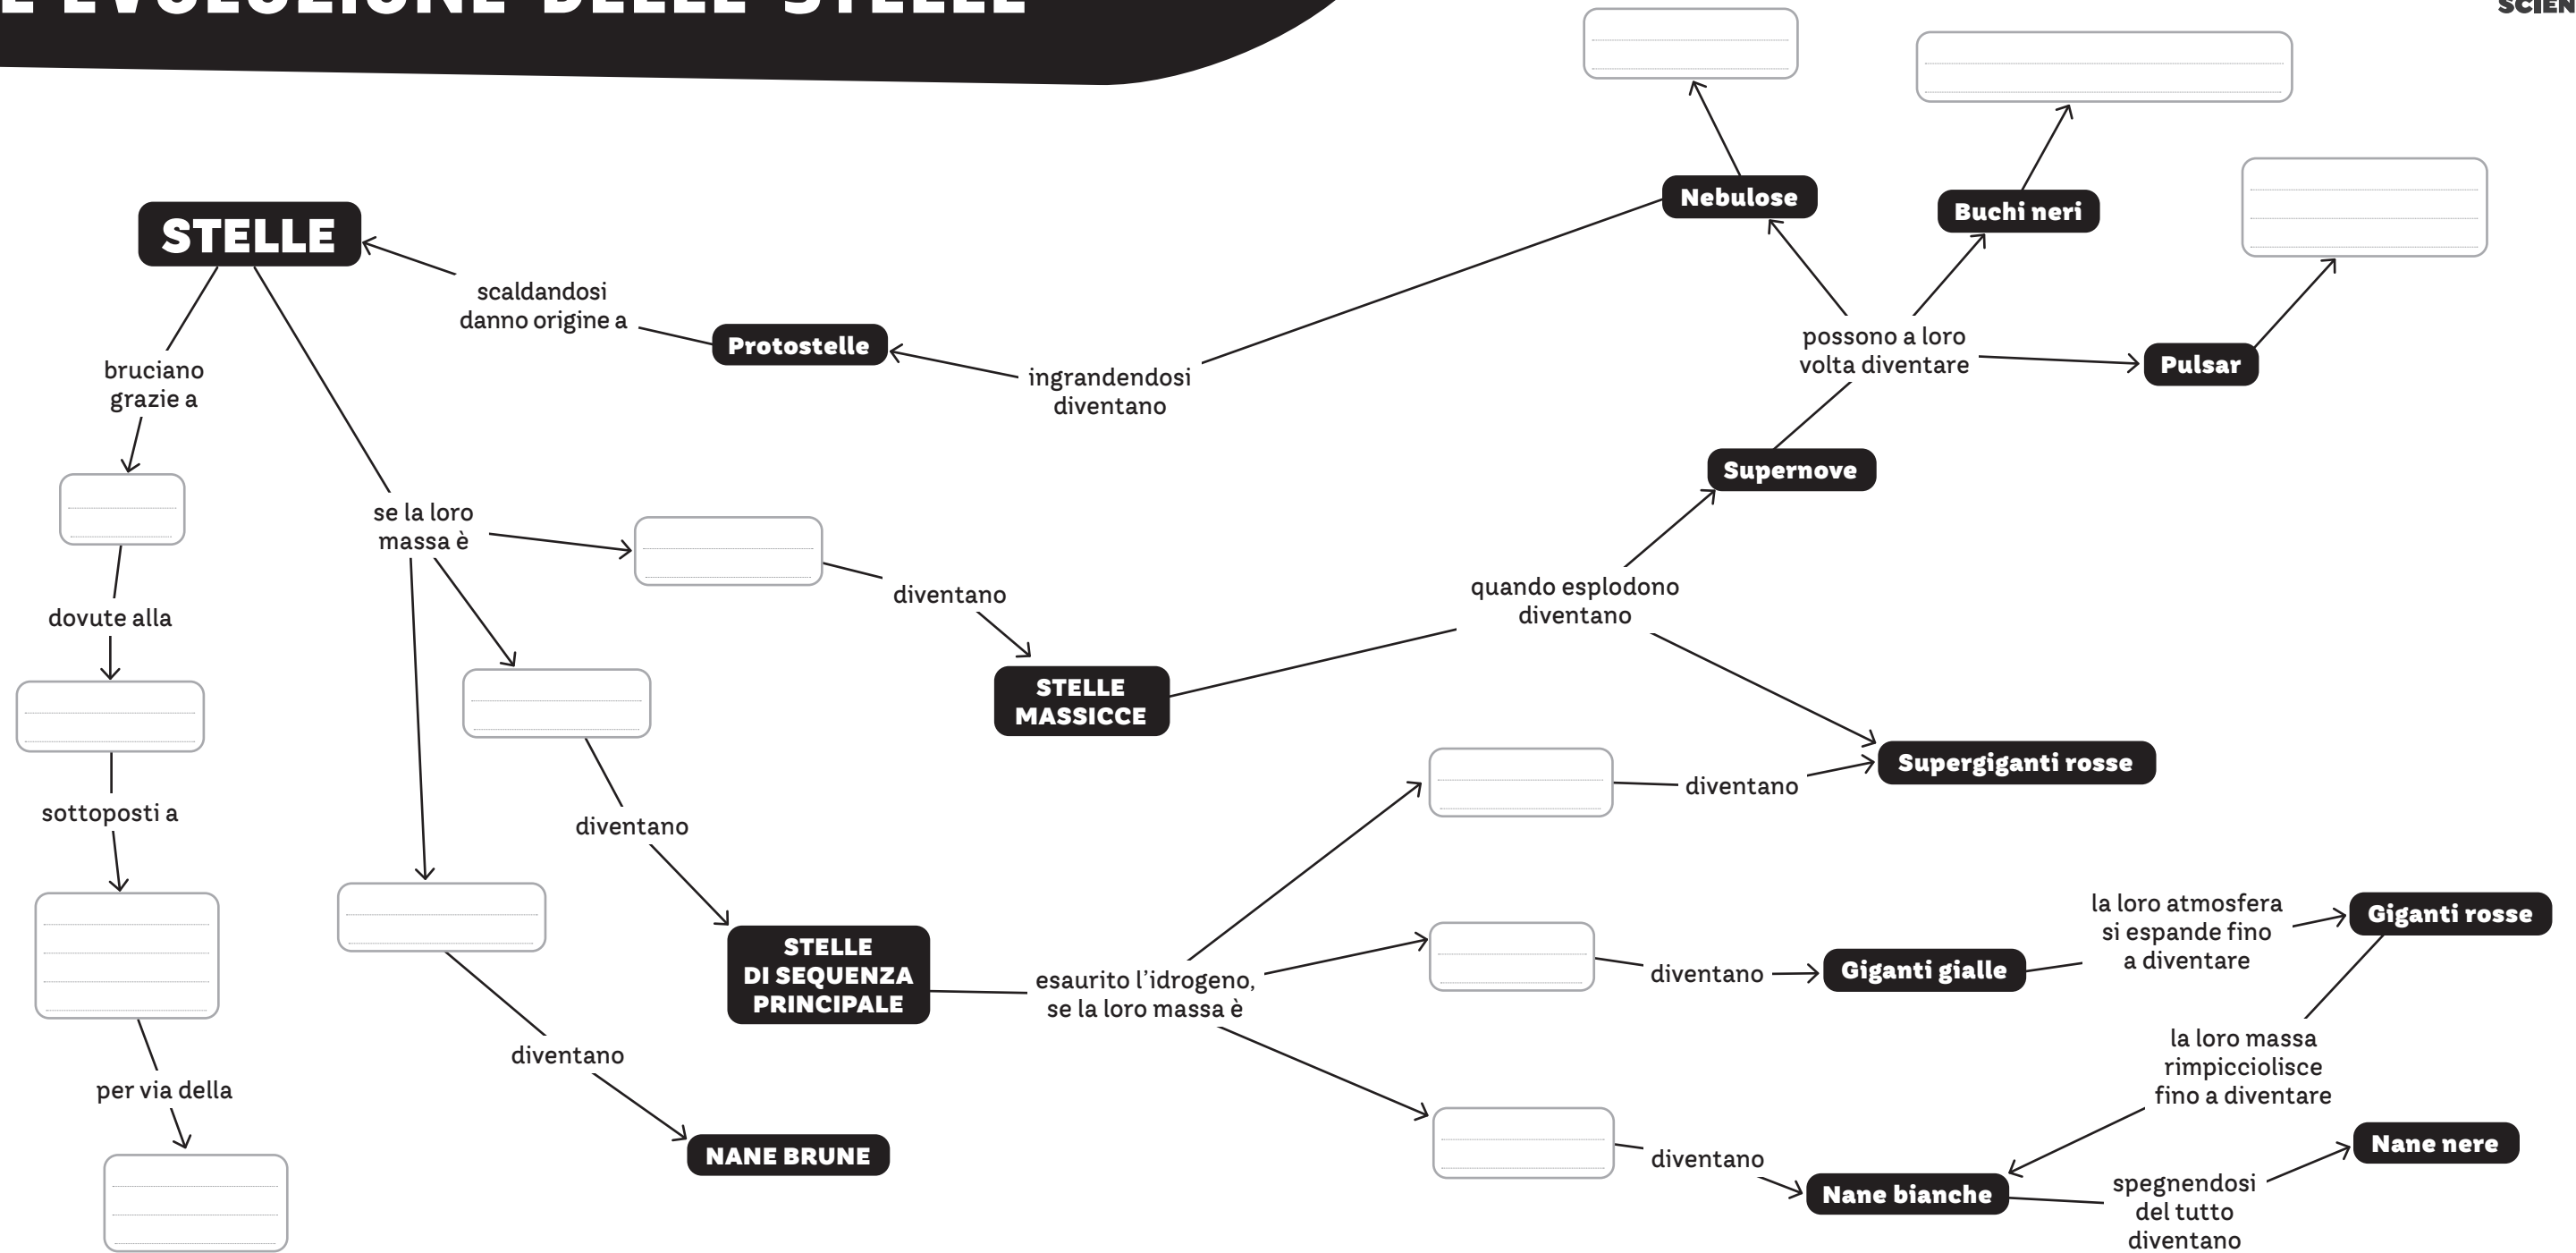 E EVOLUZIONE DELLE STELLE
SCIEN
STELLE
scaldandosi
danno origine a
Protostelle
ingrandendosi
diventano
Nebulose
Buchi neri
possono a loro
volta diventare
Pulsar
Supernove
bruciano
grazie a
se la loro
massa è
diventano
quando esplodono
diventano
dovute alla
STELLE
MASSICCE
Supergiganti rosse
diventano
sottoposti a
diventano
STELLE
DI SEQUENZA
PRINCIPALE
esaurito l’idrogeno,
se la loro massa è
diventano
Giganti gialle
la loro atmosfera
si espande fino
a diventare
Giganti rosse
la loro massa
rimpicciolisce
fino a diventare
per via della
diventano
NANE BRUNE
diventano
Nane bianche
spegnendosi
del tutto
diventano
Nane nere